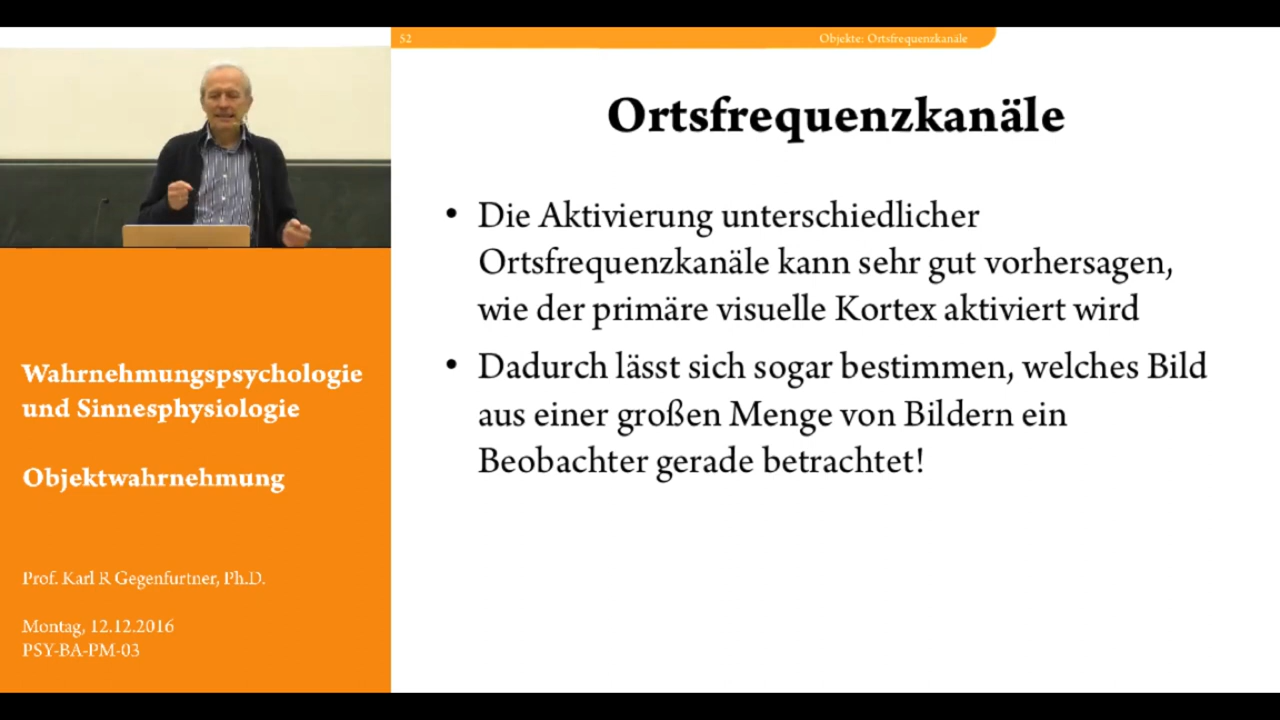 52
Objekte: Ortsfrequenzkanäle
Ortsfrequenzkanäle
• Die Aktivierung unterschiedlicher
Ortsfrequenzkanäle kann sehr gut vorhersagen,
wie der primäre visuelle Kortex aktiviert wird
• Dadurch lässt sich sogar bestimmen, welches Bild
aus einer großen Menge von Bildern ein
Beobachter gerade betrachtet!
Wahrnehmungspsychologie
und Sinnesphysiologie
Objektwahrnehmung
Prof. Karl R Gegenfurtner, Ph.D.
Montag, 12.12.2016
PSY-BA-PM-03